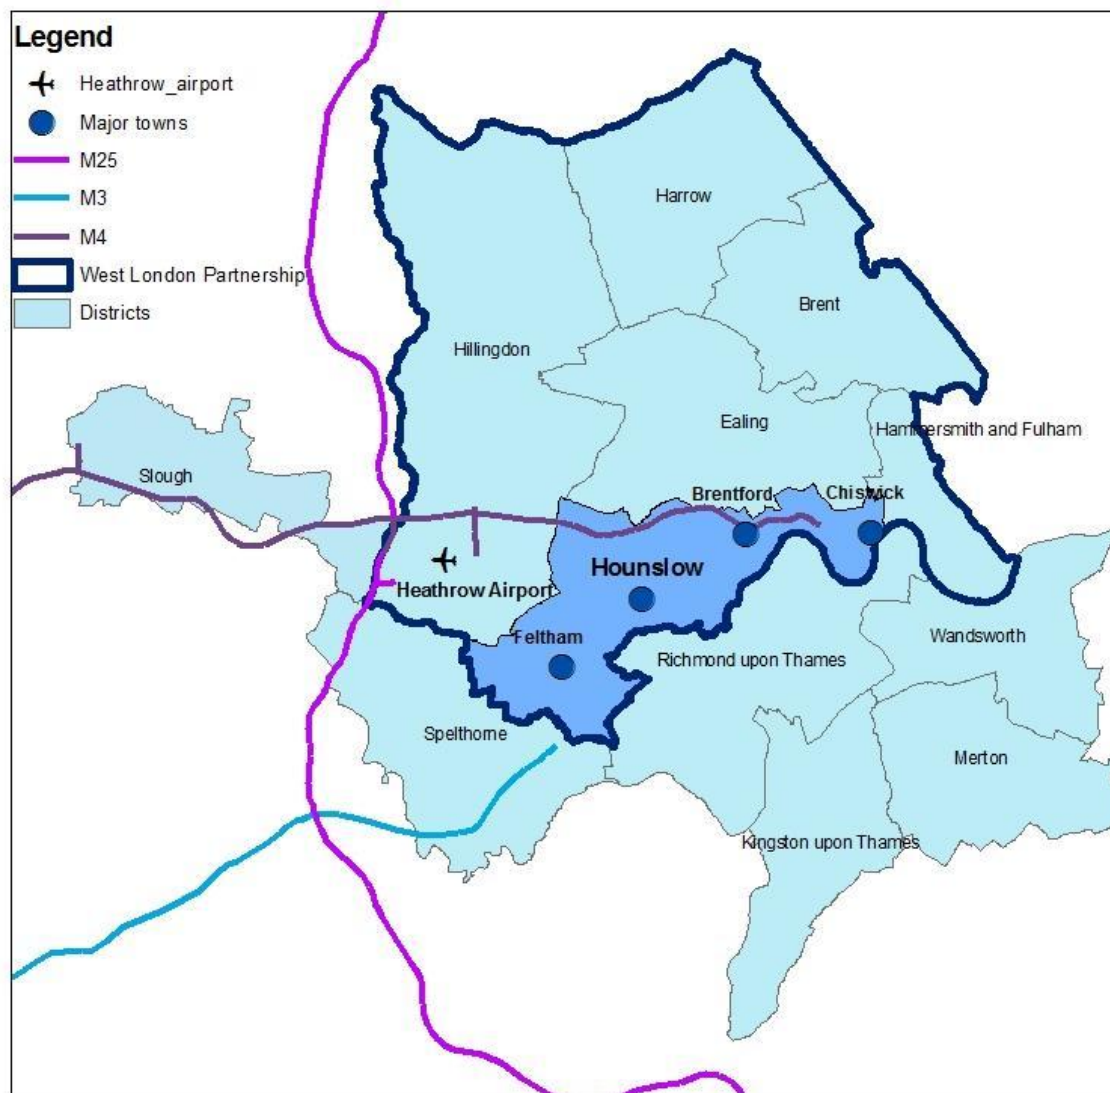 Legend
Heathrow_airport
Major towns
M25
M3
M4
West London Partnership
Districts
Harrow
Brent
Hillingdon
Ealing
Hammersmith and Fulham
Slough
Brentford
Chiswick
Hounslow
Heathrow Airport
Feltham
Wandsworth
Richmond upon Thames
Spelthorne
Merton
Kingston upon Thames